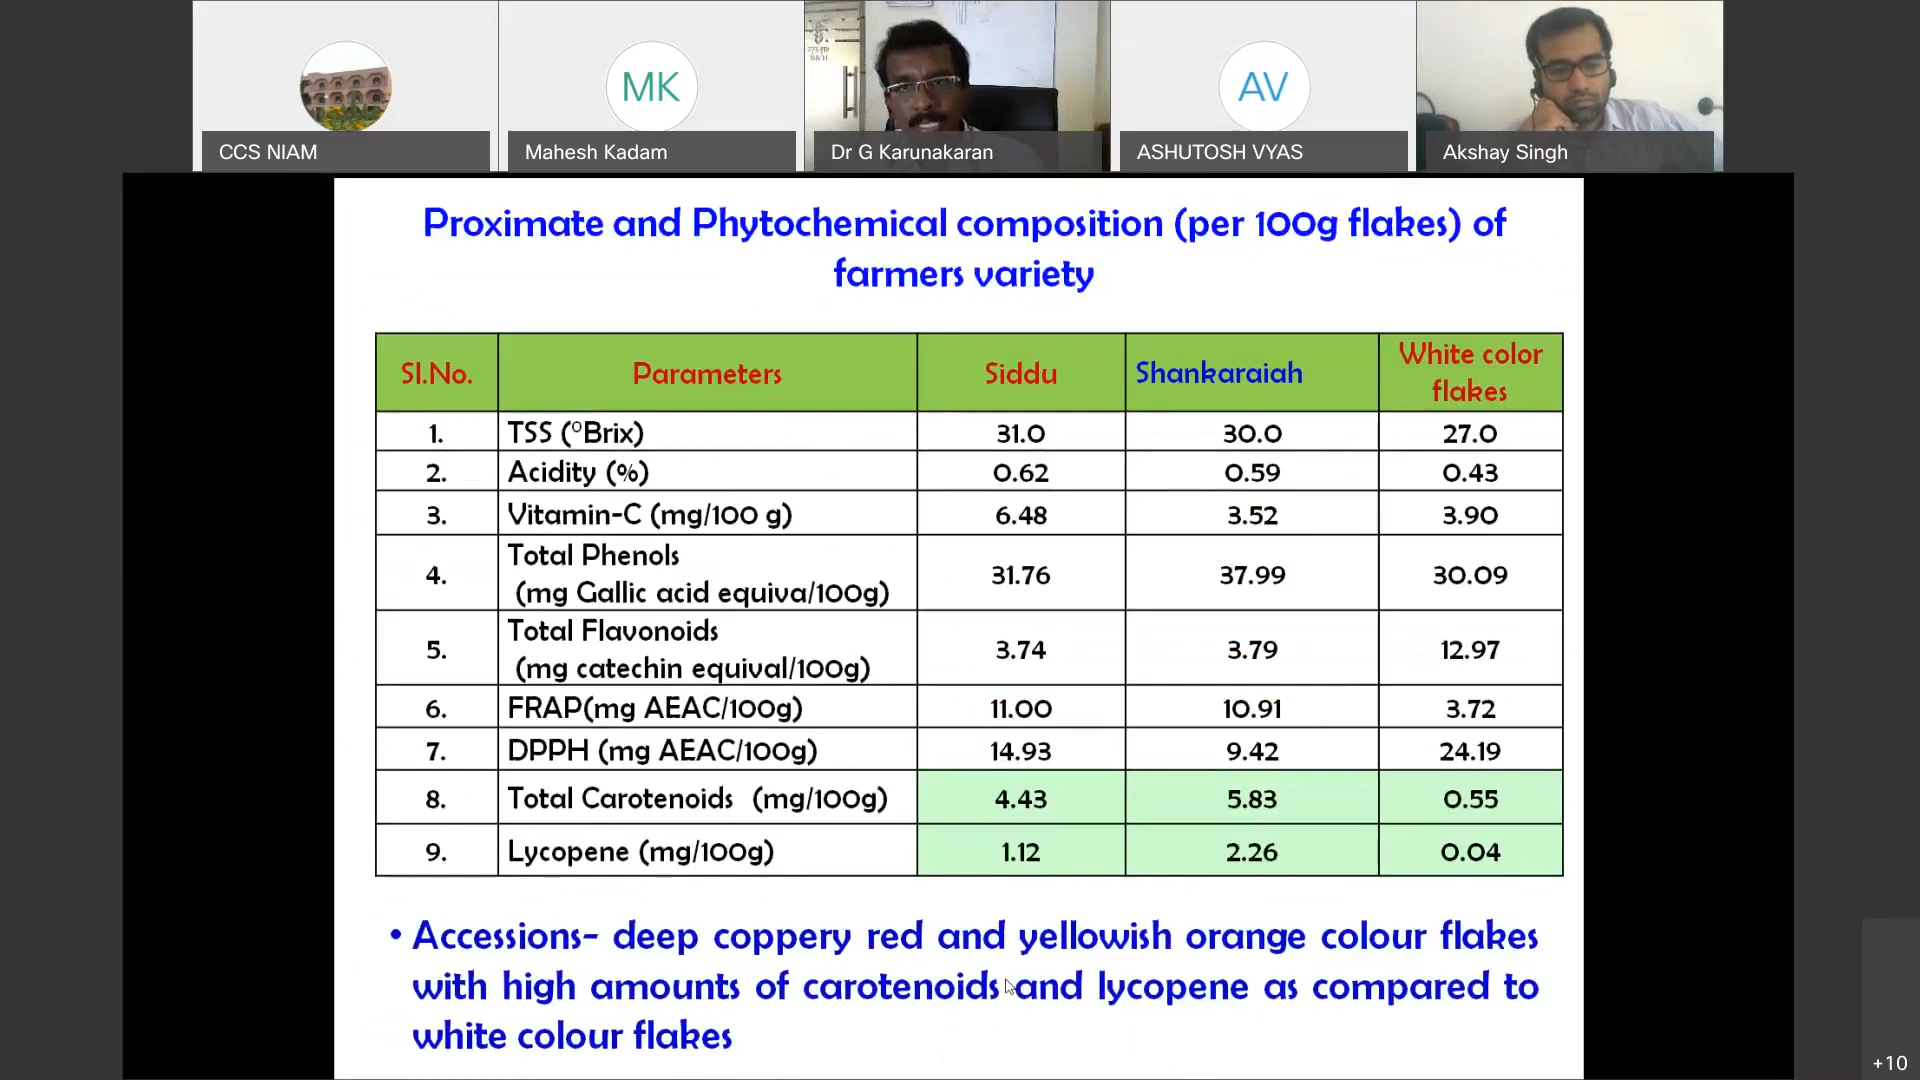 MK
AV
CCS NIAM
Mahesh Kadam
Dr G Karunakaran
ASHUTOSH VYAS
Akshay Singh
Proximate and Phytochemical composition (per 100g flakes) of
farmers variety
Sl.No. Parameters Siddu Shankaraiah White color
flakes
1. TSS (°Brix) 31.0 30.0 27.0
2. Acidity (%) 0.62 0.59 0.43
3. Vitamin-C (mg/100 g) 6.48 3.52 3.90
4. Total Phenols
(mg Gallic acid equiva/100g) 31.76 37.99 30.09
5. Total Flavonoids
(mg catechin equival/100g) 3.74 3.79 12.97
6. FRAP(mg AEAC/100g) 11.00 10.91 3.72
7. DPPH (mg AEAC/100g) 14.93 9.42 24.19
8. Total Carotenoids (mg/100g) 4.43 5.83 0.55
9. Lycopene (mg/100g) 1.12 2.26 0.04
• Accessions- deep coppery red and yellowish orange colour flakes
with high amounts of carotenoids and lycopene as compared to
white colour flakes
+10